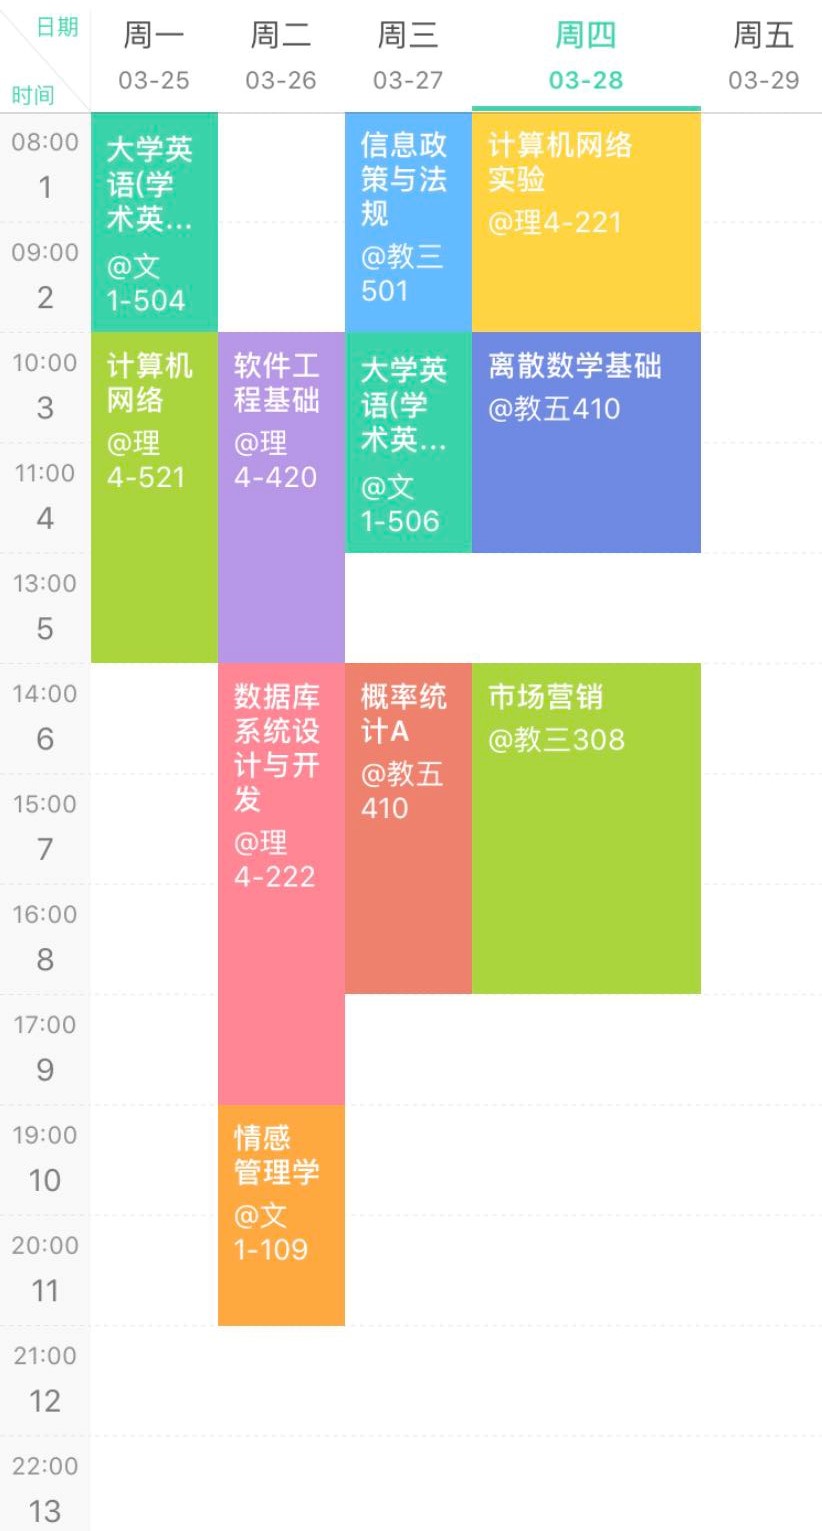 日期
时间
周一
03-25
周二
03-26
周三
03-27
周四
03-28
周五
03-29
08:00
1
09:00
2
10:00
3
11:00
4
13:00
5
14:00
6
15:00
7
16:00
8
17:00
9
19:00
10
20:00
11
21:00
12
22:00
13
大学英
语(学
术英...
@文
1-504
计算机
网络
@理
4-521
软件工
程基础
@理
4-420
数据库
系统设
计与开
发
@理
4-222
情感
管理学
@文
1-109
信息政
策与法
规
@教三
501
大学英
语(学
术英...
@文
1-506
概率统
计A
@教五
410
计算机网络
实验
@理4-221
离散数学基础
@教五410
市场营销
@教三308